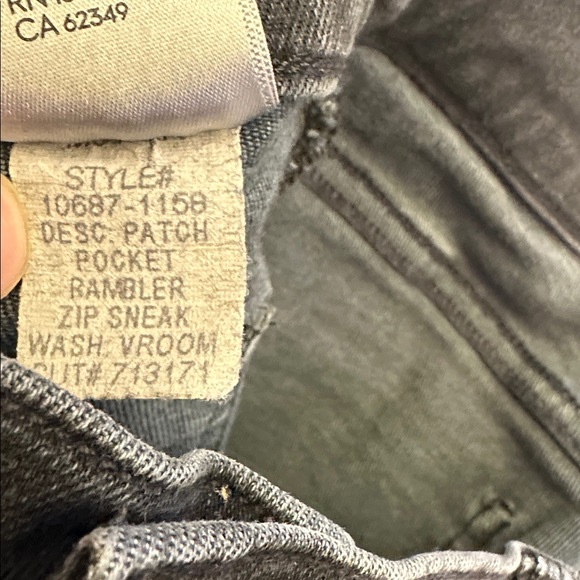 CA 62349
STYLE#
10687-1158
DESC. PATCH
POCKET
RAMBLER
ZIP SNEAK
WASH. VROOM
CUT# 713171